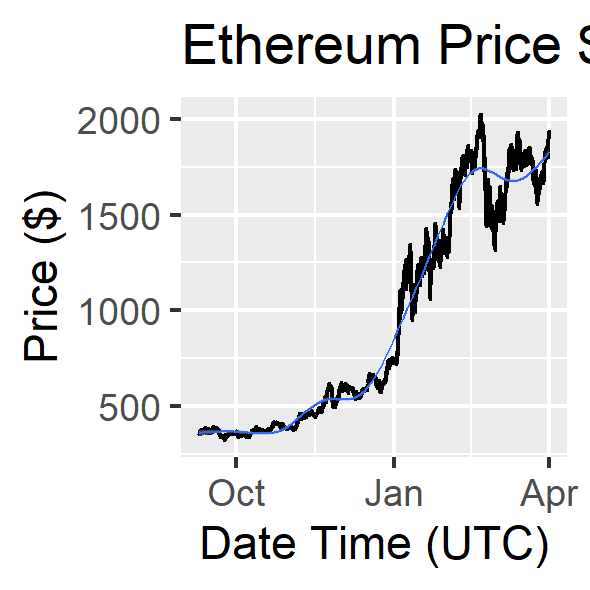 Ethereum Price
Price ($)
2000
1500
1000
500
Oct Jan Apr
Date Time (UTC)